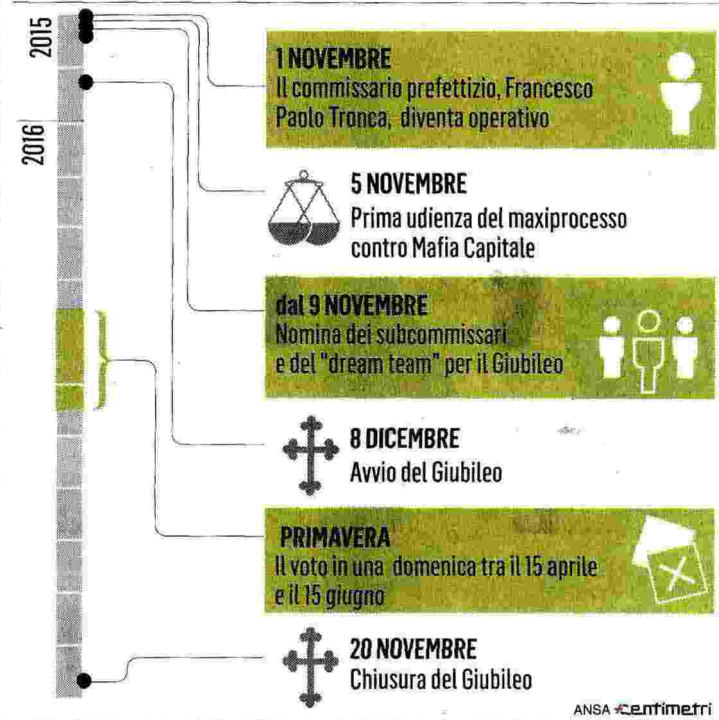 2015
2016
1 NOVEMBRE
Il commissario prefettizio, Francesco
Paolo Tronca, diventa operativo
5 NOVEMBRE
Prima udienza del maxiprocesso
contro Mafia Capitale
dal 9 NOVEMBRE
Nomina dei subcommissari
e del "dream team" per il Giubileo
8 DICEMBRE
Avvio del Giubileo
PRIMAVERA
Il voto in una domenica tra il 15 aprile
e il 15 giugno
20 NOVEMBRE
Chiusura del Giubileo
ANSA centimetri